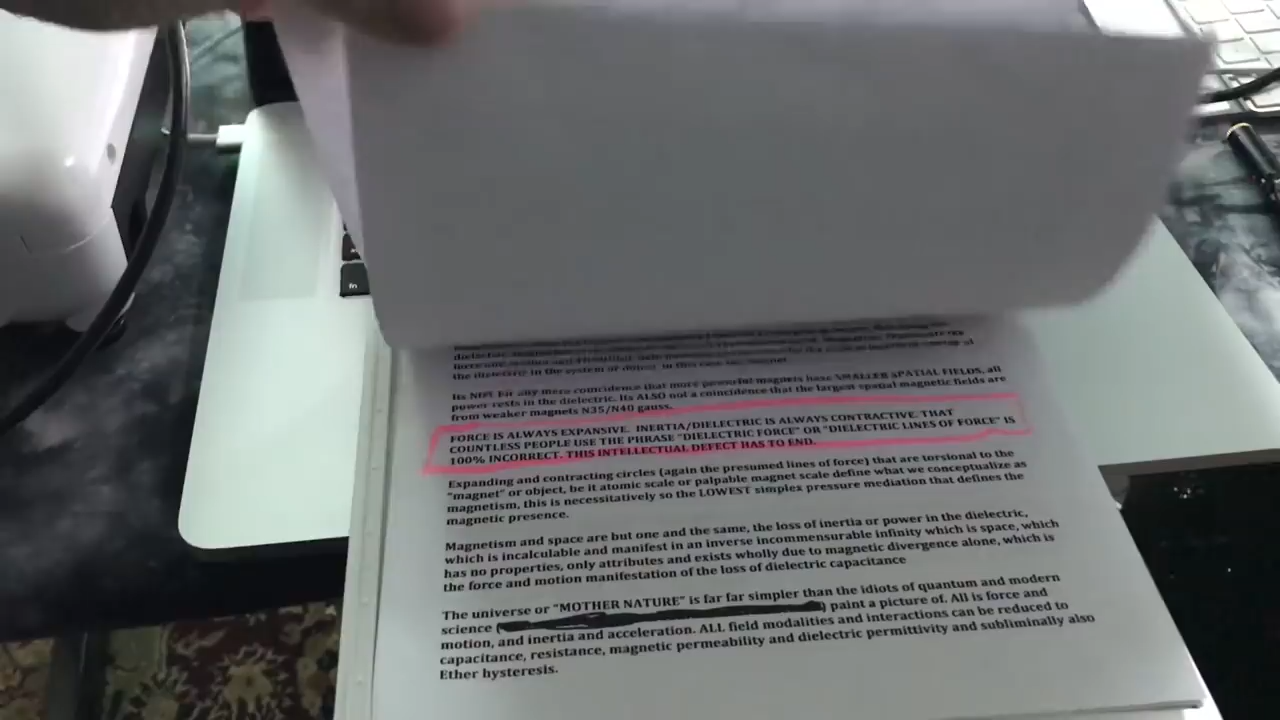 the dielectric in the system or
Its NOT for any mere coincidence that more powerful magnets have SMALLER SPATIAL FIELDS, all
power rests in the dielectric. Its ALSO not a coincidence that the largest spatial magnetic fields are
from weaker magnets N35/N40 gauss.
FORCE IS ALWAYS EXPANSIVE. INERTIA/DIELECTRIC IS ALWAYS CONTRACTIVE. THAT
COUNTLESS PEOPLE USE THE PHRASE "DIELECTRIC FORCE" OR "DIELECTRIC LINES OF FORCE" IS
100% INCORRECT. THIS INTELLECTUAL DEFECT HAS TO END.
Expanding and contracting circles (again the presumed lines of force) that are torsional to the
"magnet" or object, be it atomic scale or palpable magnet scale define what we conceptualize as
magnetism, this is necessitatively so the LOWEST simplex pressure mediation that defines the
magnetic presence.
Magnetism and space are but one and the same, the loss of inertia or power in the dielectric,
which is incalculable and manifest in an inverse incommensurable infinity which is space, which
has no properties, only attributes and exists wholly due to magnetic divergence alone, which is
the force and motion manifestation of the loss of dielectric capacitance
The universe or "MOTHER NATURE" is far far simpler than the idiots of quantum and modern
science ( ) paint a picture of. All is force and
motion, and inertia and acceleration. ALL field modalities and interactions can be reduced to
capacitance, resistance, magnetic permeability and dielectric permittivity and subliminally also
Ether hysteresis.
fn